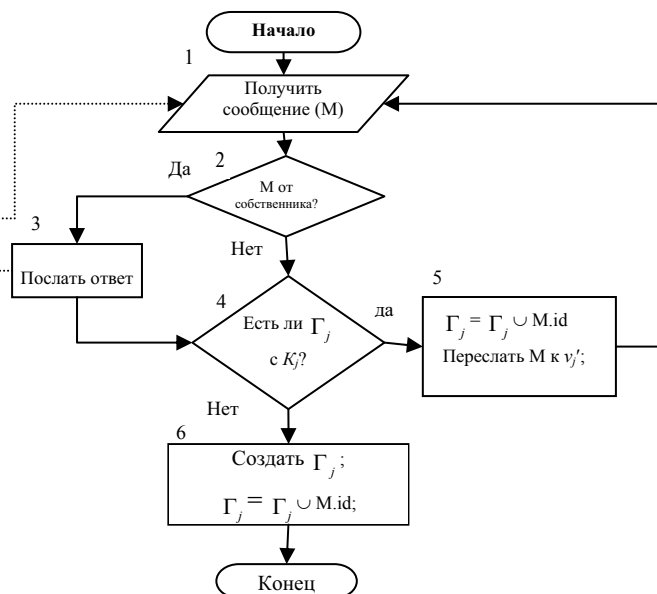 Начало
1
Получить
сообщение (М)
Да
2
М от
собственника?
3
Послать ответ
Нет
4
Есть ли Γj
с Kj?
да
5
Γj = Γj ∪ M.id
Переслать М к vj′;
Нет
6
Создать Γj ;
Γj = Γj ∪ M.id;
Конец